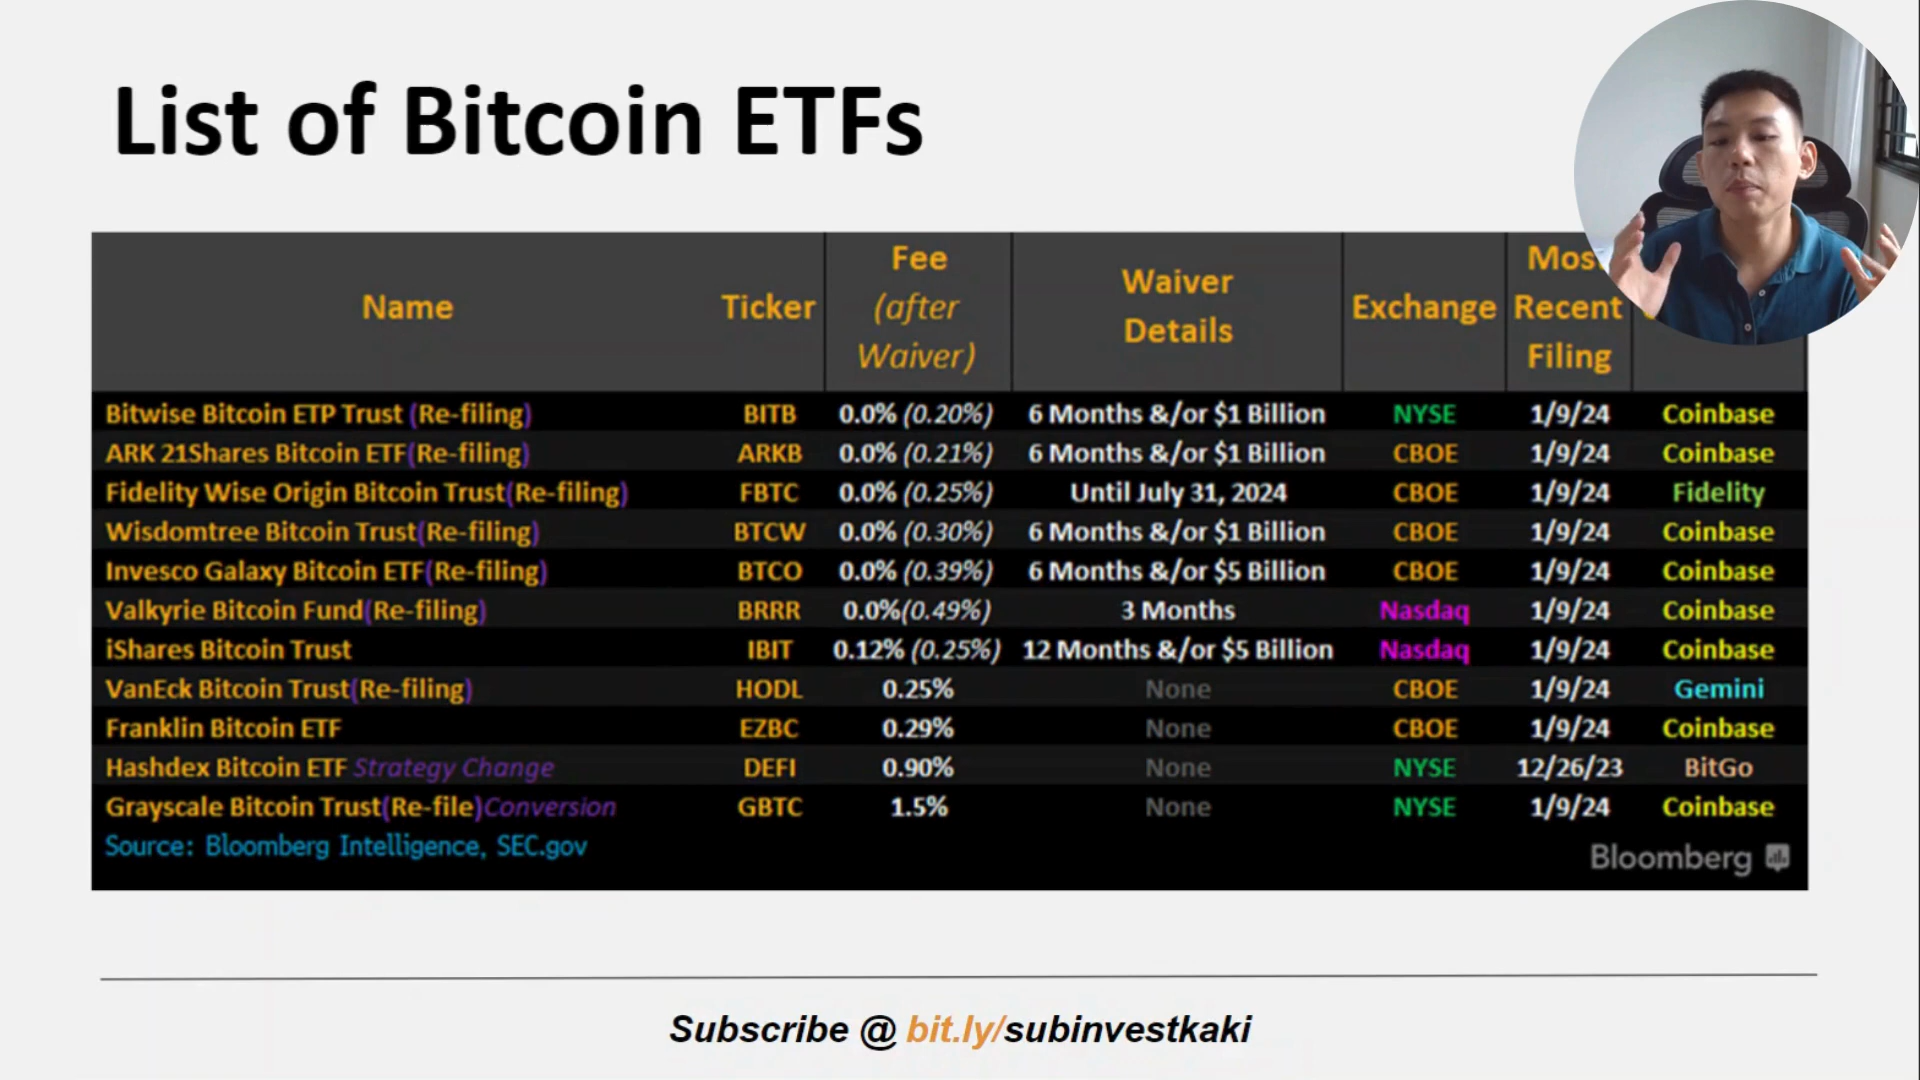 List of Bitcoin ETFs
Name Ticker Fee (after Waiver) Waiver Details Exchange Most Recent Filing
Bitwise Bitcoin ETP Trust (Re-filing) BITB 0.0% (0.20%) 6 Months &/or $1 Billion NYSE 1/9/24 Coinbase
ARK 21Shares Bitcoin ETF(Re-filing) ARKB 0.0% (0.21%) 6 Months &/or $1 Billion CBOE 1/9/24 Coinbase
Fidelity Wise Origin Bitcoin Trust(Re-filing) FBTC 0.0% (0.25%) Until July 31, 2024 CBOE 1/9/24 Fidelity
Wisdomtree Bitcoin Trust(Re-filing) BTCW 0.0% (0.30%) 6 Months &/or $1 Billion CBOE 1/9/24 Coinbase
Invesco Galaxy Bitcoin ETF(Re-filing) BTCO 0.0% (0.39%) 6 Months &/or $5 Billion CBOE 1/9/24 Coinbase
Valkyrie Bitcoin Fund(Re-filing) BRRR 0.0%(0.49%) 3 Months Nasdaq 1/9/24 Coinbase
iShares Bitcoin Trust IBIT 0.12% (0.25%) 12 Months &/or $5 Billion Nasdaq 1/9/24 Coinbase
VanEck Bitcoin Trust(Re-filing) HODL 0.25% None CBOE 1/9/24 Gemini
Franklin Bitcoin ETF EZBC 0.29% None CBOE 1/9/24 Coinbase
Hashdex Bitcoin ETF Strategy Change DEFI 0.90% None NYSE 12/26/23 BitGo
Grayscale Bitcoin Trust(Re-file)Conversion GBTC 1.5% None NYSE 1/9/24 Coinbase
Source: Bloomberg Intelligence, SEC.gov
Bloomberg
Subscribe @ bit.ly/subinvestkaki